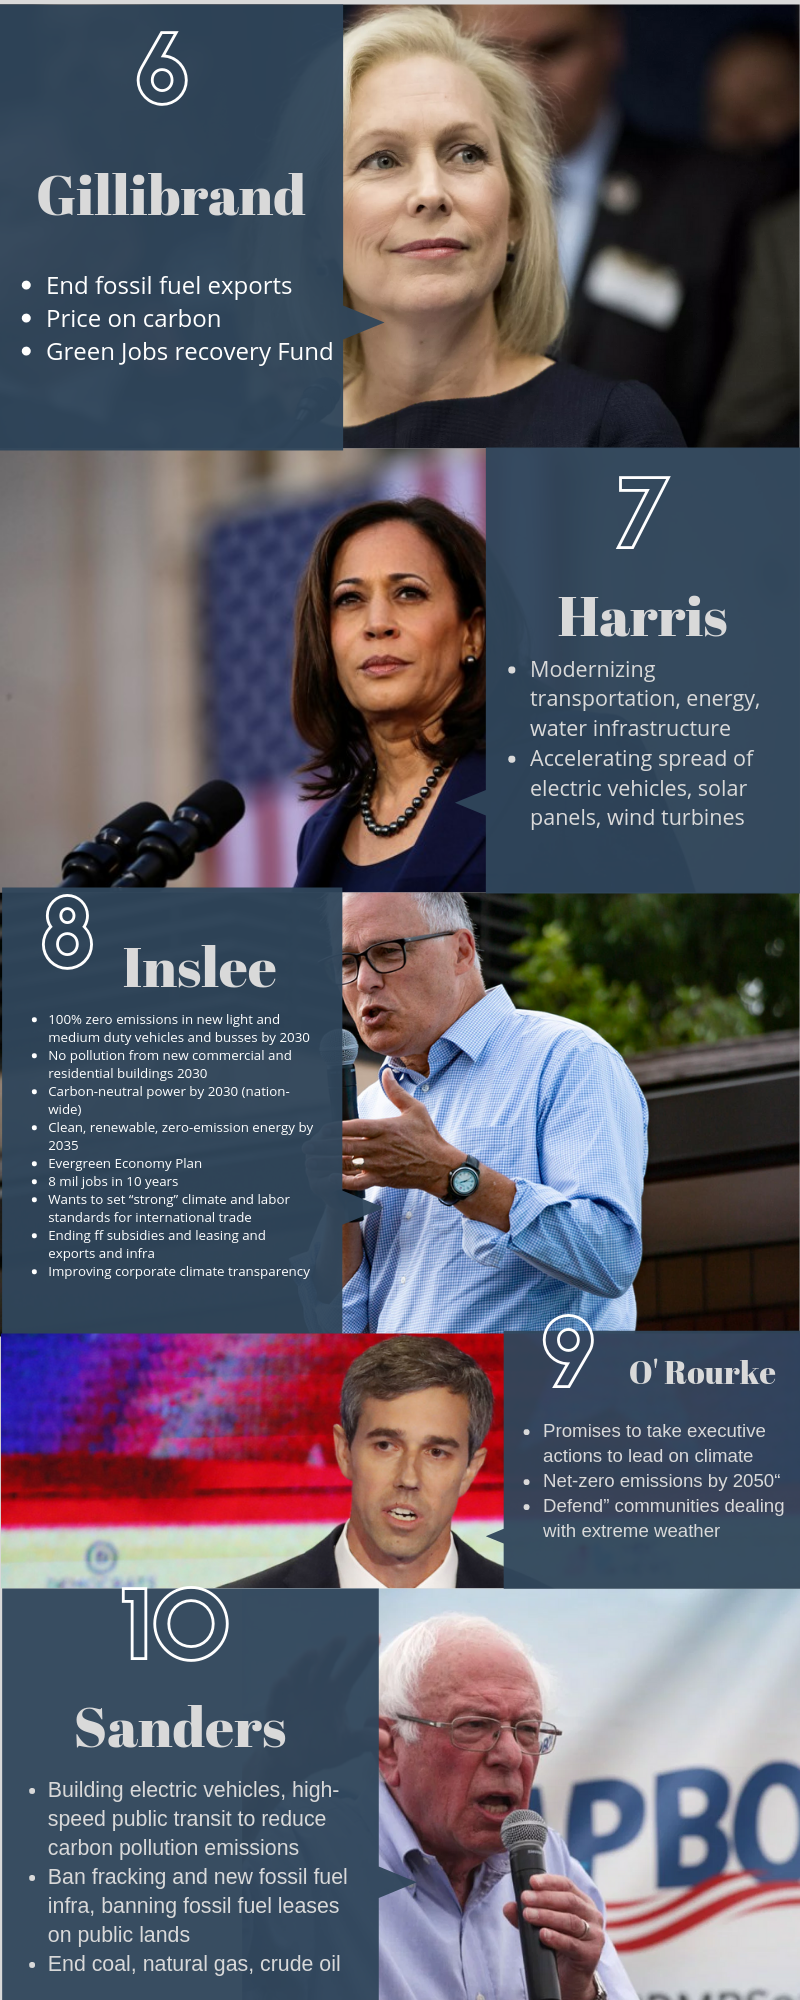 6
Gillibrand
• End fossil fuel exports
• Price on carbon
• Green Jobs recovery Fund
7
Harris
• Modernizing
transportation, energy,
water infrastructure
• Accelerating spread of
electric vehicles, solar
panels, wind turbines
8
Inslee
• 100% zero emissions in new light and
medium duty vehicles and busses by 2030
• No pollution from new commercial and
residential buildings 2030
• Carbon-neutral power by 2030 (nation-
wide)
• Clean, renewable, zero-emission energy by
2035
• Evergreen Economy Plan
• 8 mil jobs in 10 years
• Wants to set “strong” climate and labor
standards for international trade
• Ending ff subsidies and leasing and
exports and infra
• Improving corporate climate transparency
9
O' Rourke
• Promises to take executive
actions to lead on climate
• Net-zero emissions by 2050“
• Defend” communities dealing
with extreme weather
10
Sanders
• Building electric vehicles, high-
speed public transit to reduce
carbon pollution emissions
• Ban fracking and new fossil fuel
infra, banning fossil fuel leases
on public lands
• End coal, natural gas, crude oil
APBO